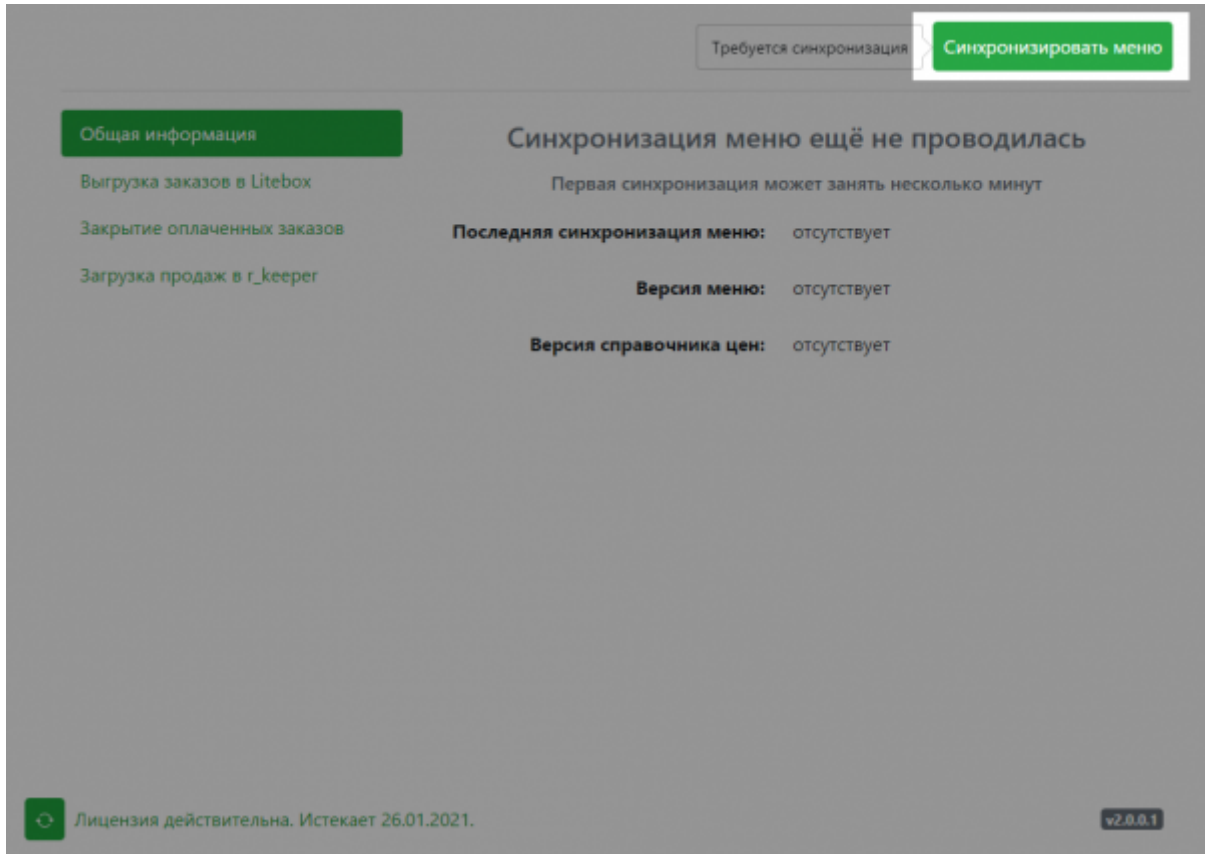 Требуется синхронизация
Синхронизировать меню
Общая информация
Выгрузка заказов в Litebox
Закрытие оплаченных заказов
Загрузка продаж в r_keeper
Синхронизация меню ещё не проводилась
Первая синхронизация может занять несколько минут
Последняя синхронизация меню: отсутствует
Версия меню: отсутствует
Версия справочника цен: отсутствует
Лицензия действительна. Истекает 26.01.2021.
v2.0.0.1